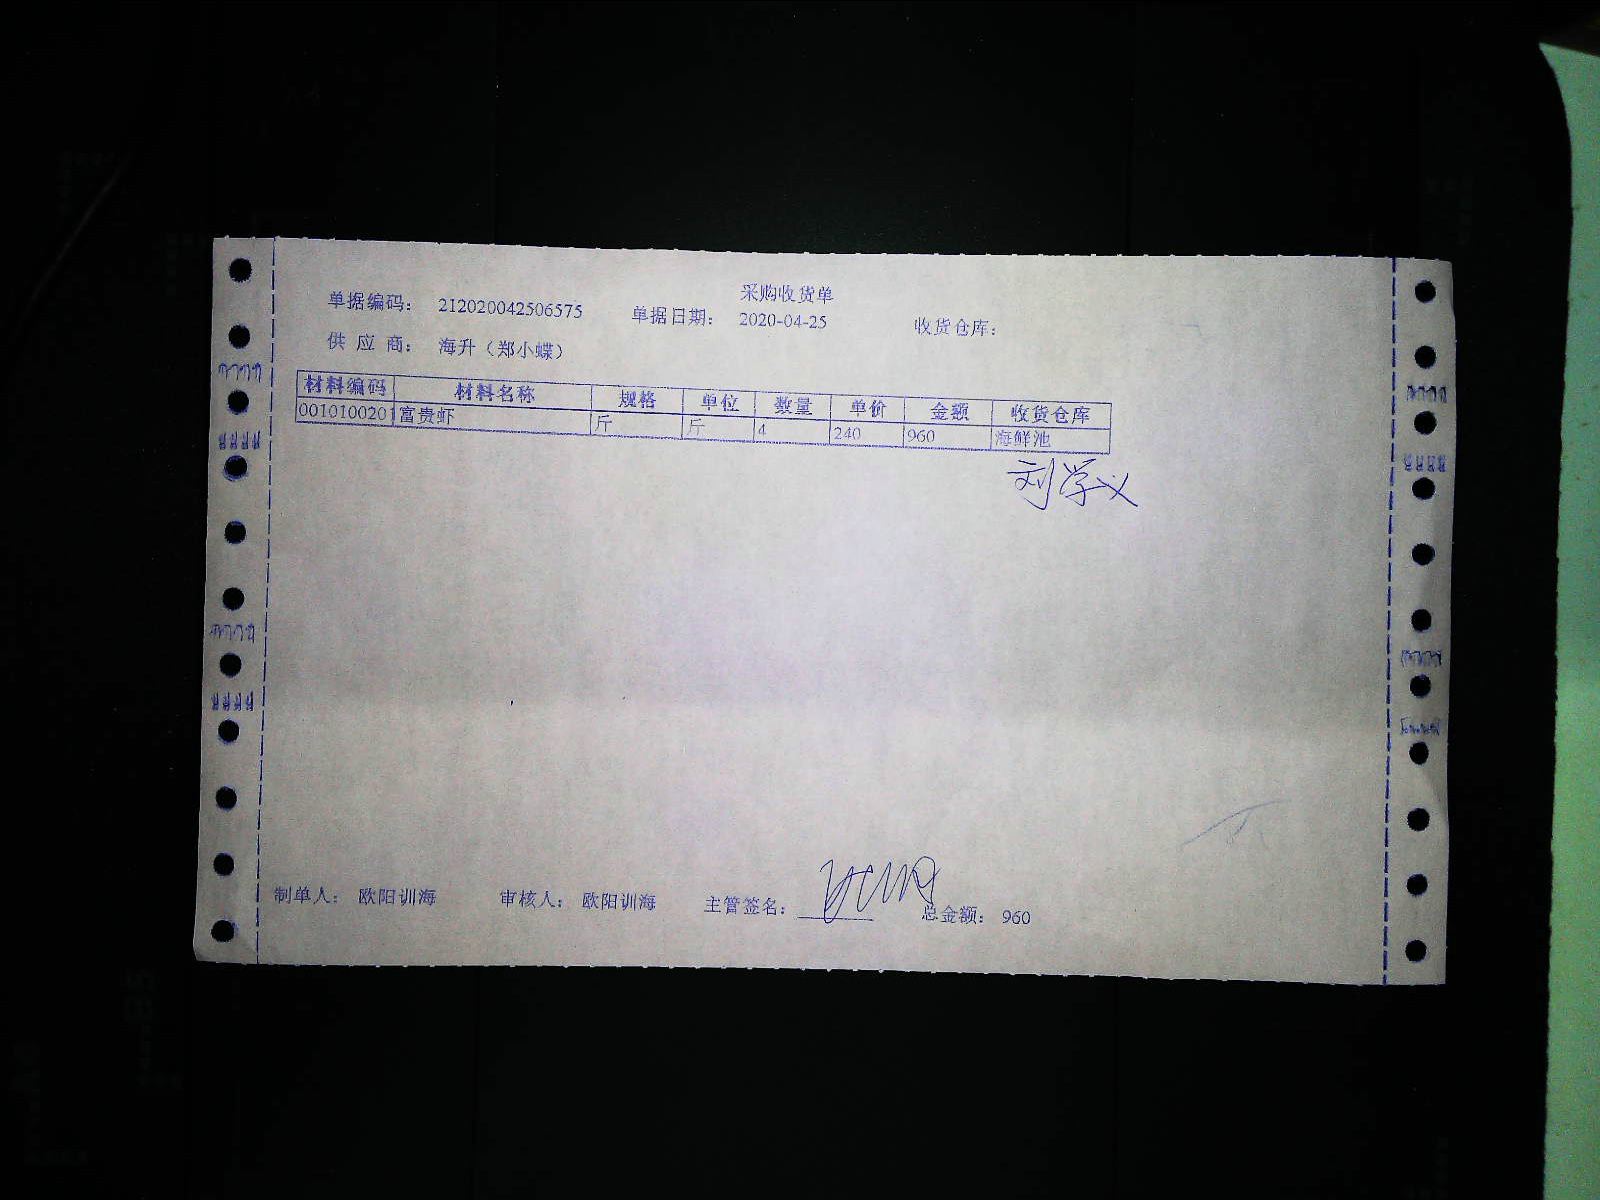 采购收货单
单据编码： 212020042506575 单据日期： 2020-04-25 收货仓库：
供 应 商： 海升（郑小蝶）
材料编码 材料名称 规格 单位 数量 单价 金额 收货仓库
0010100201 富贵虾 斤 斤 4 240 960 海鲜池
刘学义
制单人： 欧阳训海 审核人： 欧阳训海 主管签名： 总金额： 960